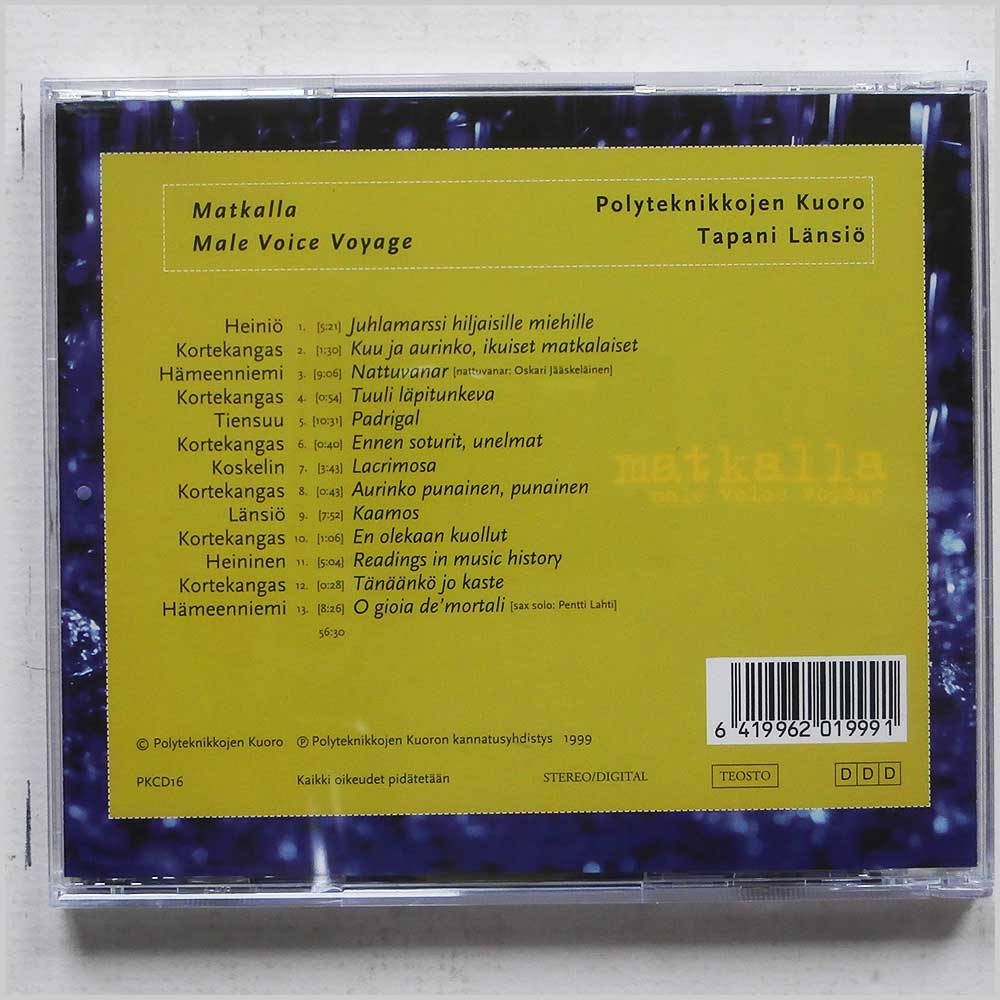 Matkalla
Male Voice Voyage
Polyteknikkojen Kuoro
Tapani Länsiö
Heiniö 1. [5:21] Juhlamarssi hiljaisille miehille
Kortekangas 2. [1:30] Kuu ja aurinko, ikuiset matkalaiset
Hämeenniemi 3. [9:06] Nattuvanar [nattuvanar: Oskari Jääskeläinen]
Kortekangas 4. [0:54] Tuuli läpitunkeva
Tiensuu 5. [10:31] Padrigal
Kortekangas 6. [0:40] Ennen soturit, unelmat
Koskelin 7. [3:43] Lacrimosa
Kortekangas 8. [0:43] Aurinko punainen, punainen
Länsiö 9. [7:52] Kaamos
Kortekangas 10. [1:06] En olekaan kuollut
Heininen 11. [5:04] Readings in music history
Kortekangas 12. [0:28] Tänäänkö jo kaste
Hämeenniemi 13. [8:26] O gioia de'mortali [sax solo: Pentti Lahti]
56:30
matkalla
male voice voyage
6 419962 019991
© Polyteknikkojen Kuoro ℗ Polyteknikkojen Kuoron kannatusyhdistys 1999
PKCD16 Kaikki oikeudet pidätetään STEREO/DIGITAL TEOSTO DDD